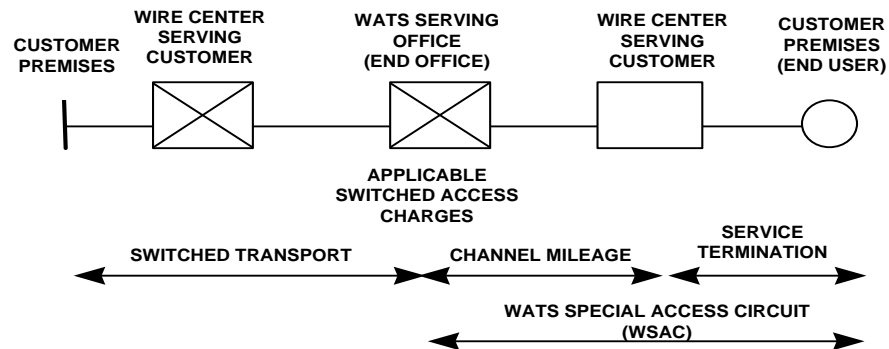 CUSTOMER
PREMISES
WIRE CENTER
SERVING
CUSTOMER
WATS SERVING
OFFICE
(END OFFICE)
WIRE CENTER
SERVING
CUSTOMER
CUSTOMER
PREMISES
(END USER)
APPLICABLE
SWITCHED ACCESS
CHARGES
SWITCHED TRANSPORT
CHANNEL MILEAGE
SERVICE
TERMINATION
WATS SPECIAL ACCESS CIRCUIT
(WSAC)